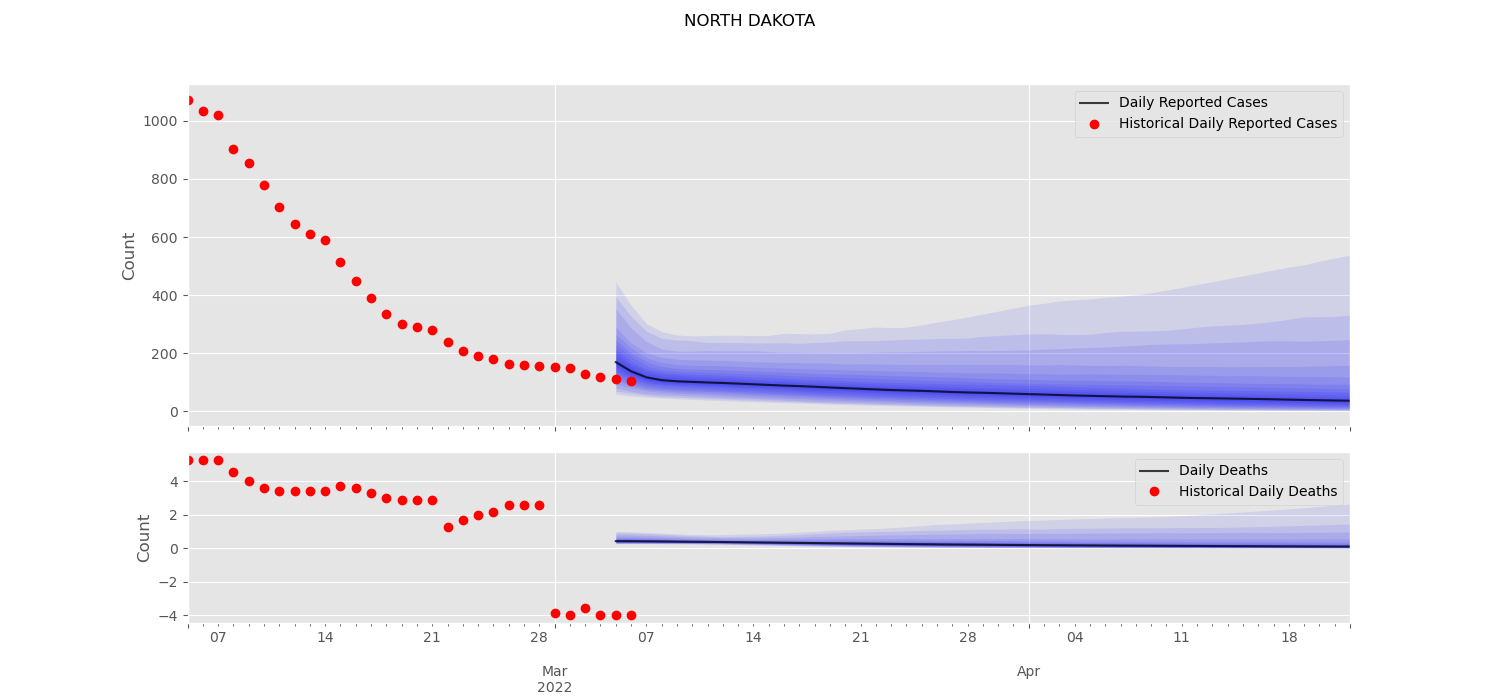 NORTH DAKOTA
Daily Reported Cases
Historical Daily Reported Cases
1000
800
600
400
200
0
Count
Daily Deaths
Historical Daily Deaths
4
2
0
−2
−4
Count
07 14 21 28 07 14 21 28 04 11 18
Mar Apr
2022